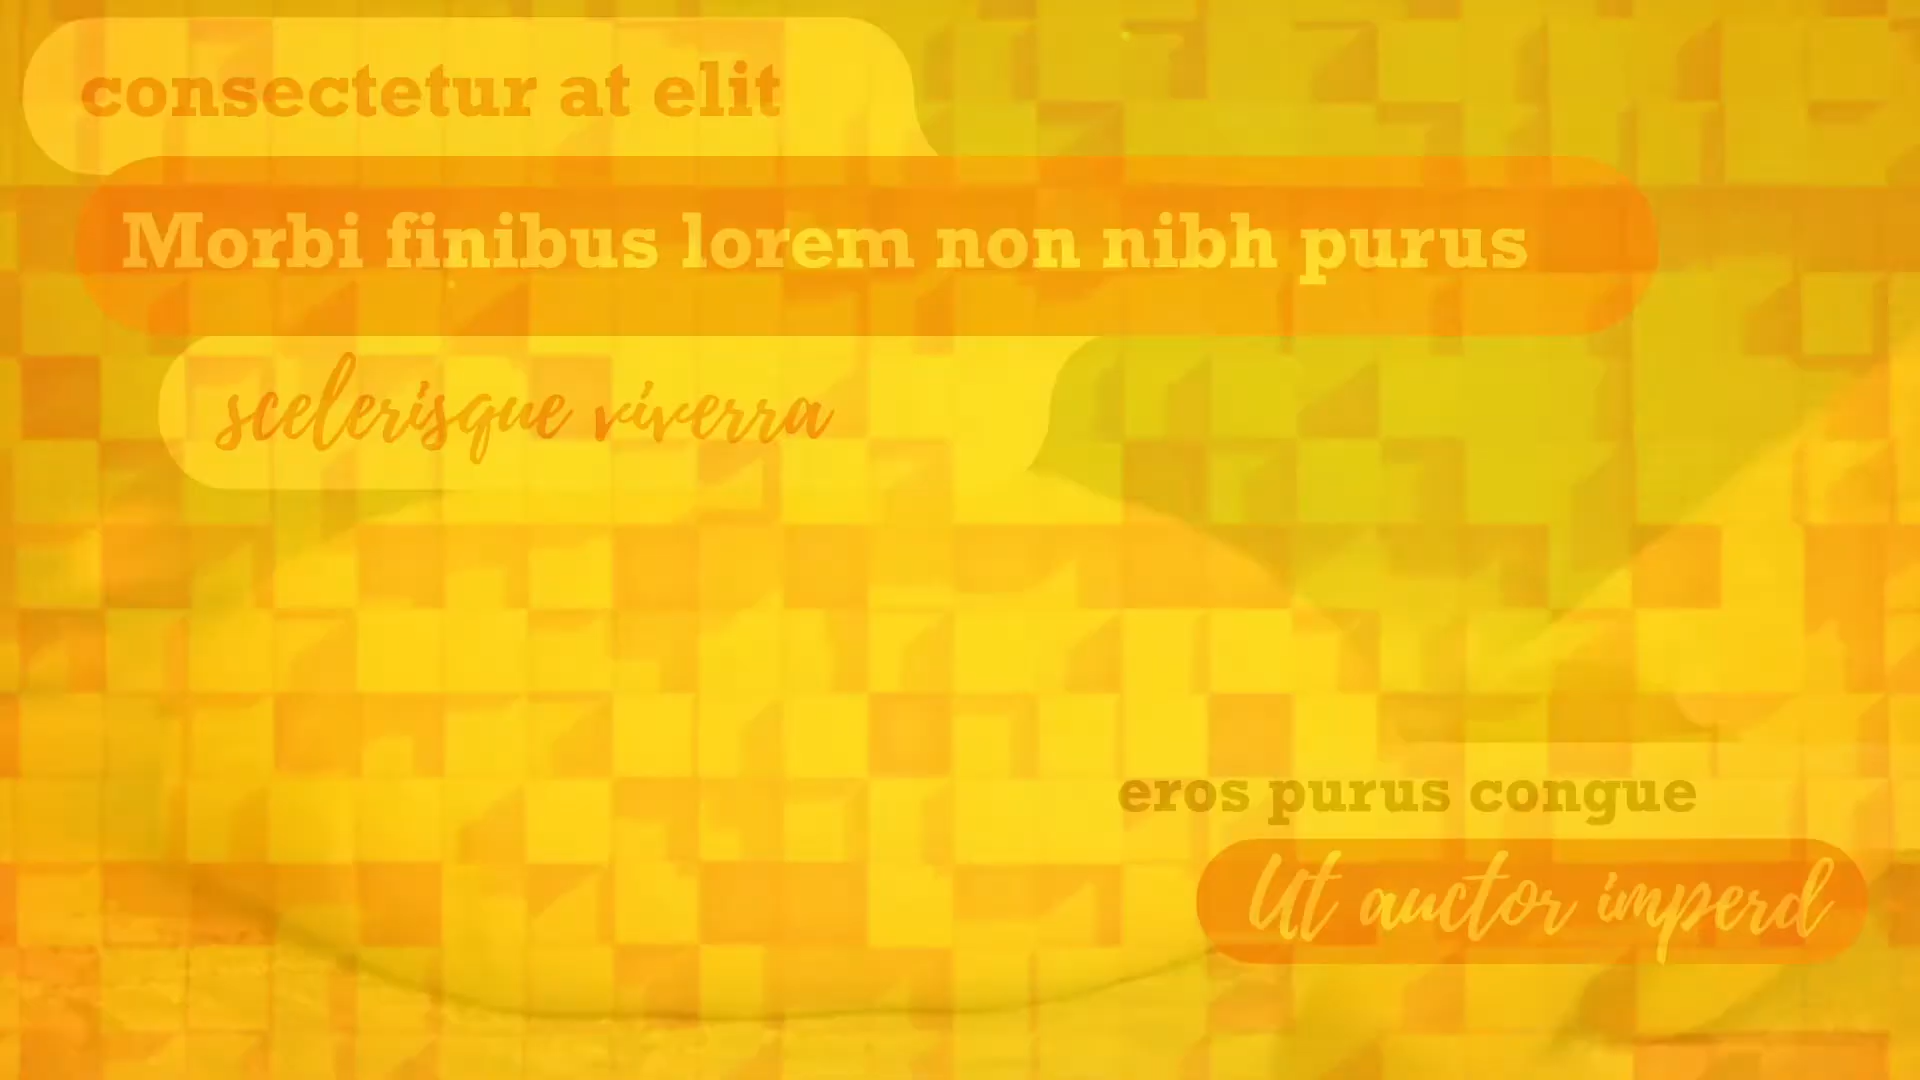 consectetur at elit
Morbi finibus lorem non nibh purus
scelerisque viverra
eros purus congue
Ut auctor imperd